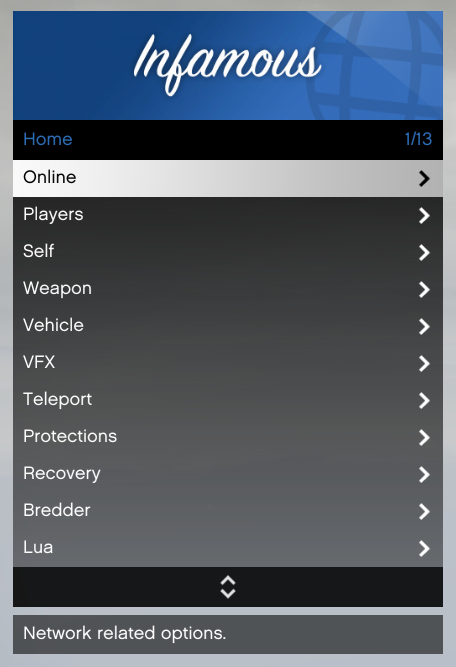 Infamous
Home 1/13
Online
Players
Self
Weapon
Vehicle
VFX
Teleport
Protections
Recovery
Bredder
Lua
Network related options.